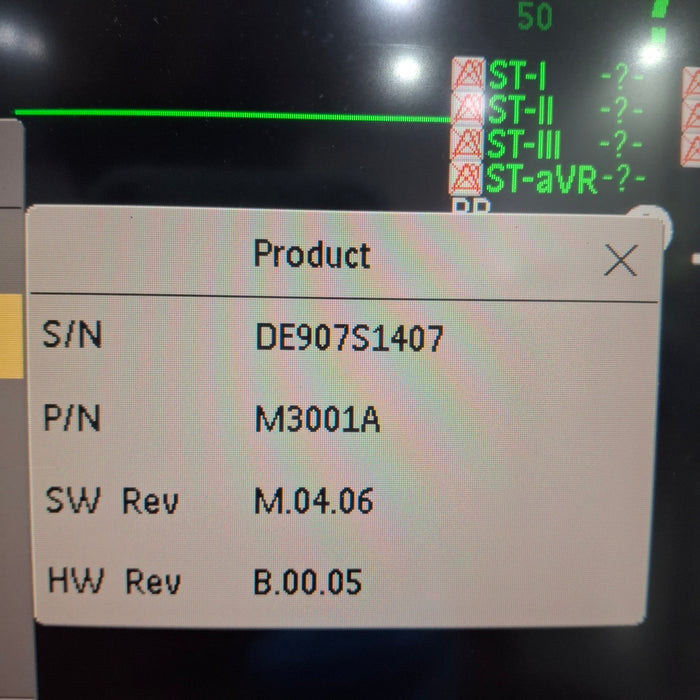 50
ST-I -?-
ST-II -?-
ST-III -?-
ST-aVR -?-
Product
S/N DE907S1407
P/N M3001A
SW Rev M.04.06
HW Rev B.00.05